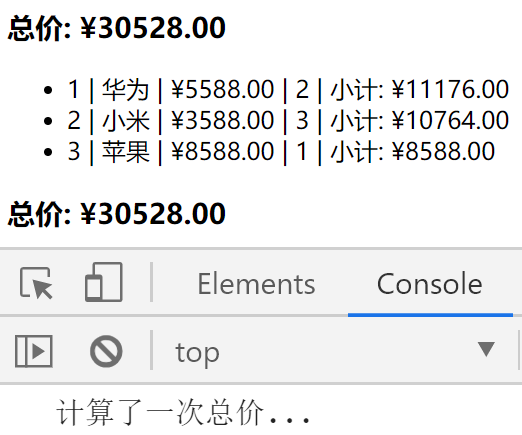 总价: ¥30528.00
• 1 | 华为 | ¥5588.00 | 2 | 小计: ¥11176.00
• 2 | 小米 | ¥3588.00 | 3 | 小计: ¥10764.00
• 3 | 苹果 | ¥8588.00 | 1 | 小计: ¥8588.00
总价: ¥30528.00
Elements Console
top
计算了一次总价...